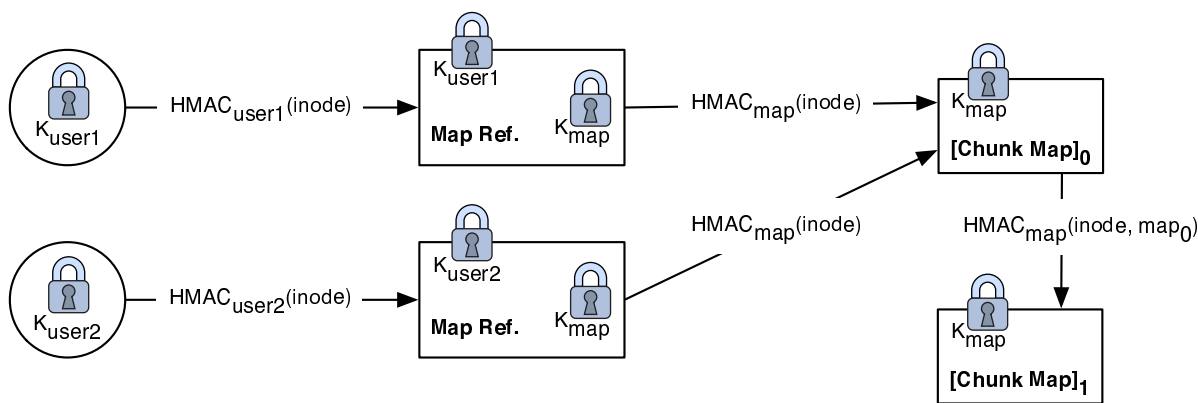 K_user1
HMAC_user1(inode)
K_user1
K_map
Map Ref.
HMAC_map(inode)
K_map
[Chunk Map]_0
K_user2
HMAC_user2(inode)
K_user2
K_map
Map Ref.
HMAC_map(inode)
HMAC_map(inode, map_0)
K_map
[Chunk Map]_1